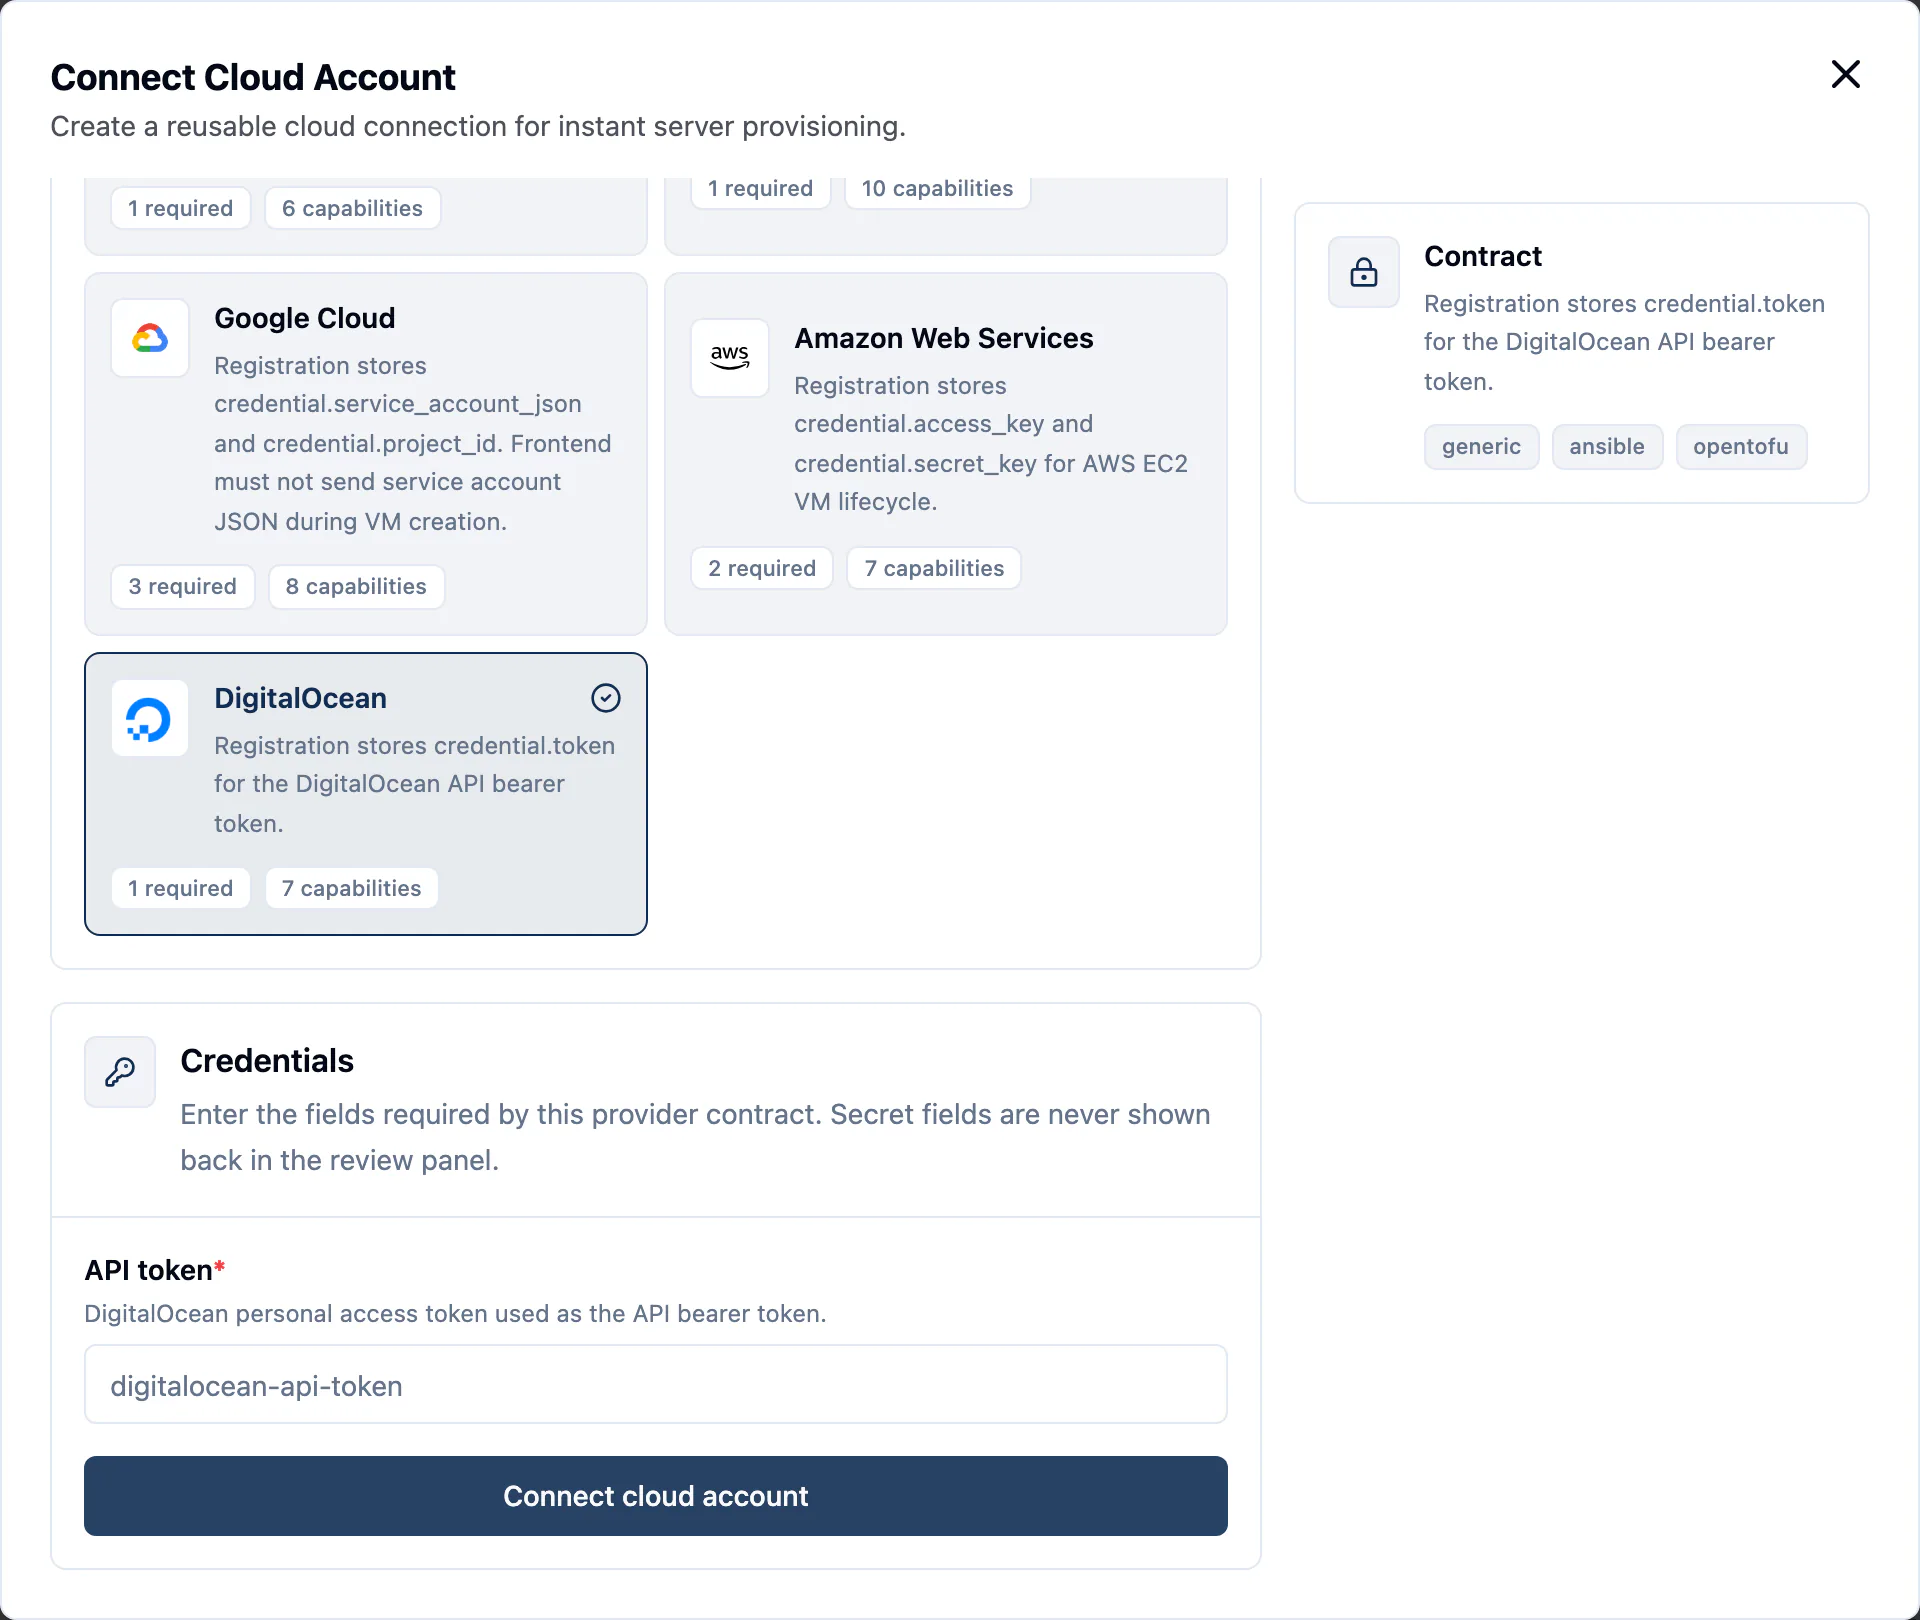 Connect Cloud Account
Create a reusable cloud connection for instant server provisioning.
1 required
6 capabilities
1 required
10 capabilities
Google Cloud
Registration stores
credential.service_account_json
and credential.project_id. Frontend
must not send service account
JSON during VM creation.
3 required
8 capabilities
aws
Amazon Web Services
Registration stores
credential.access_key and
credential.secret_key for AWS EC2
VM lifecycle.
2 required
7 capabilities
DigitalOcean
Registration stores credential.token
for the DigitalOcean API bearer
token.
1 required
7 capabilities
Contract
Registration stores credential.token
for the DigitalOcean API bearer
token.
generic
ansible
opentofu
Credentials
Enter the fields required by this provider contract. Secret fields are never shown
back in the review panel.
API token*
DigitalOcean personal access token used as the API bearer token.
digitalocean-api-token
Connect cloud account